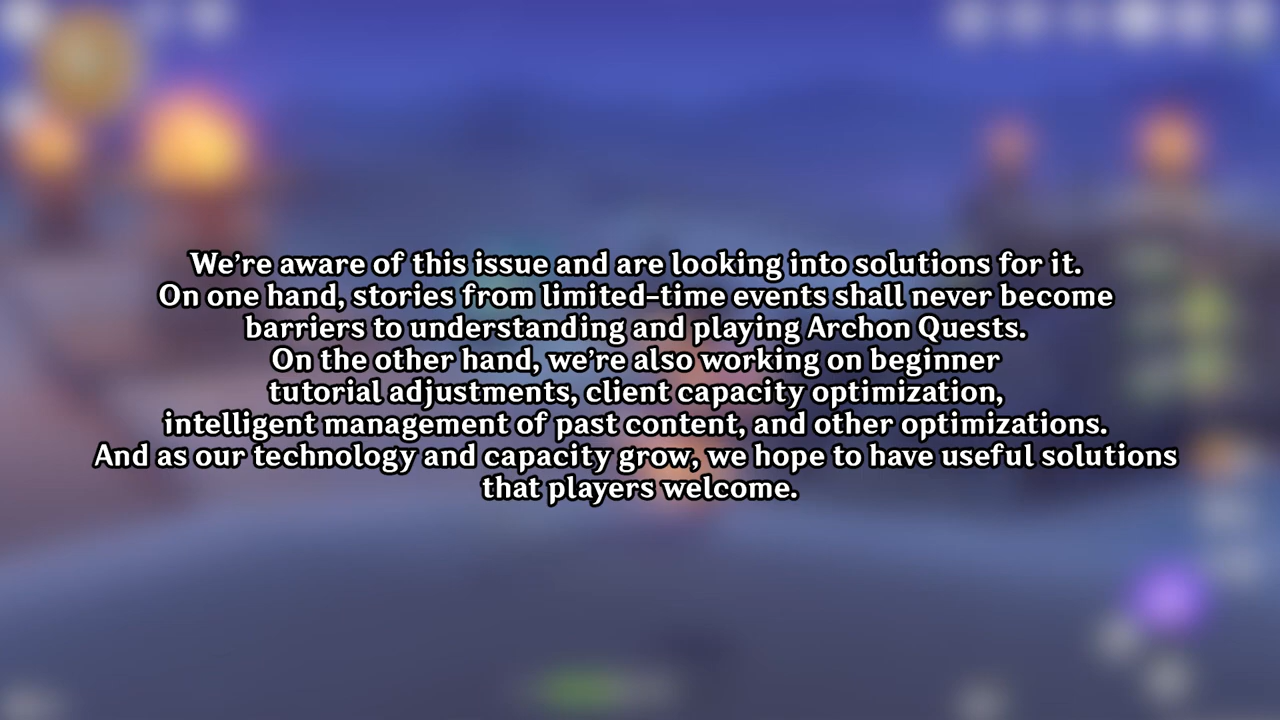 We're aware of this issue and are looking into solutions for it.
On one hand, stories from limited-time events shall never become
barriers to understanding and playing Archon Quests.
On the other hand, we're also working on beginner
tutorial adjustments, client capacity optimization,
intelligent management of past content, and other optimizations.
And as our technology and capacity grow, we hope to have useful solutions
that players welcome.